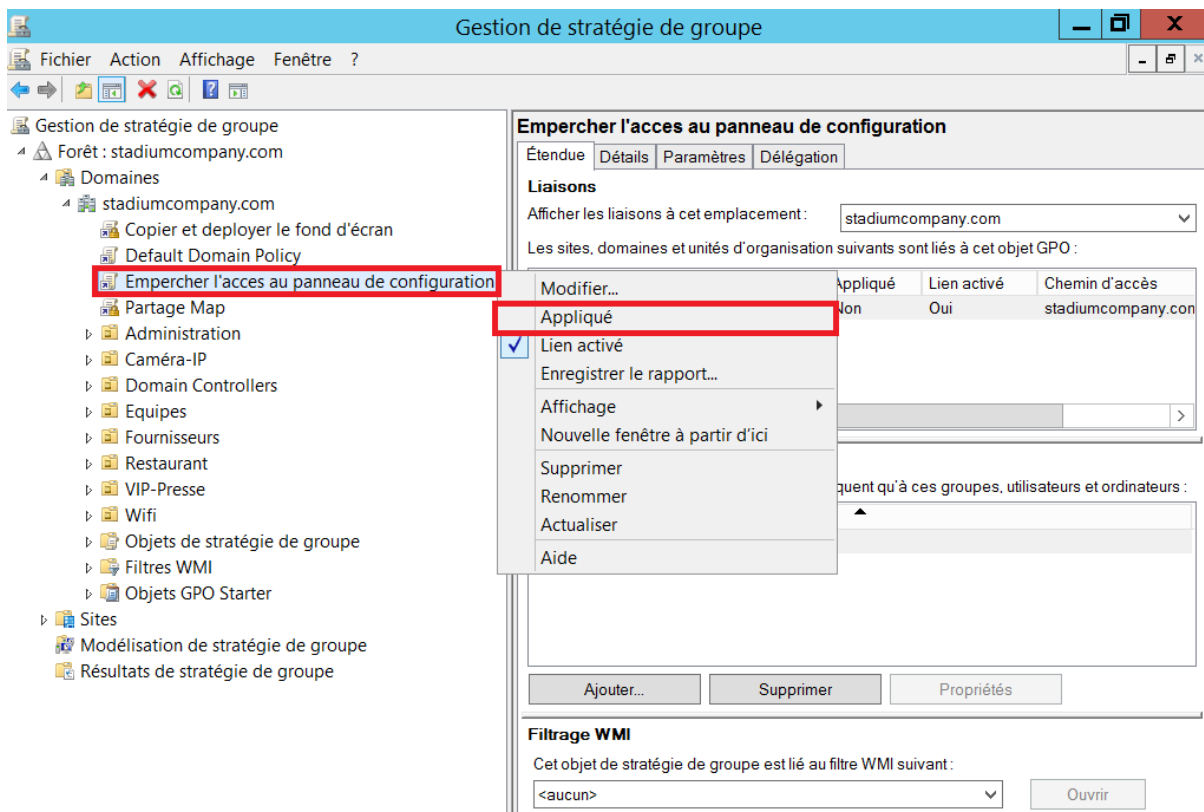 Gestion de stratégie de groupe
Fichier Action Affichage Fenêtre ?
Gestion de stratégie de groupe
Forêt : stadiumcompany.com
Domaines
stadiumcompany.com
Copier et deployer le fond d'écran
Default Domain Policy
Empercher l'acces au panneau de configuration
Partage Map
Administration
Caméra-IP
Domain Controllers
Equipes
Fournisseurs
Restaurant
VIP-Presse
Wifi
Objets de stratégie de groupe
Filtres WMI
Objets GPO Starter
Sites
Modélisation de stratégie de groupe
Résultats de stratégie de groupe
Modifier...
Appliqué
Lien activé
Enregistrer le rapport...
Affichage
Nouvelle fenêtre à partir d'ici
Supprimer
Renommer
Actualiser
Aide
Empercher l'acces au panneau de configuration
Étendue Détails Paramètres Délégation
Liaisons
Afficher les liaisons à cet emplacement : stadiumcompany.com
Les sites, domaines et unités d'organisation suivants sont liés à cet objet GPO :
Appliqué Lien activé Chemin d'accès
Non Oui stadiumcompany.com
qu'à ces groupes, utilisateurs et ordinateurs :
Ajouter... Supprimer Propriétés
Filtrage WMI
Cet objet de stratégie de groupe est lié au filtre WMI suivant :
<aucun> Ouvrir